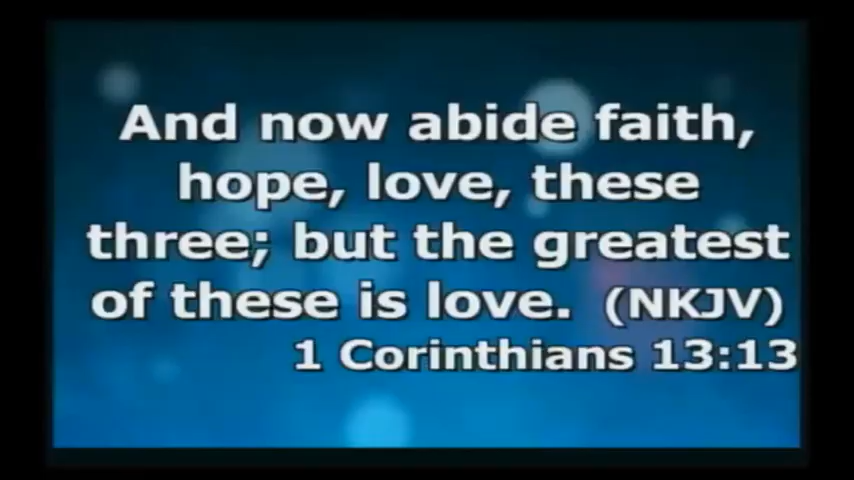 And now abide faith,
hope, love, these
three; but the greatest
of these is love. (NKJV)
1 Corinthians 13:13